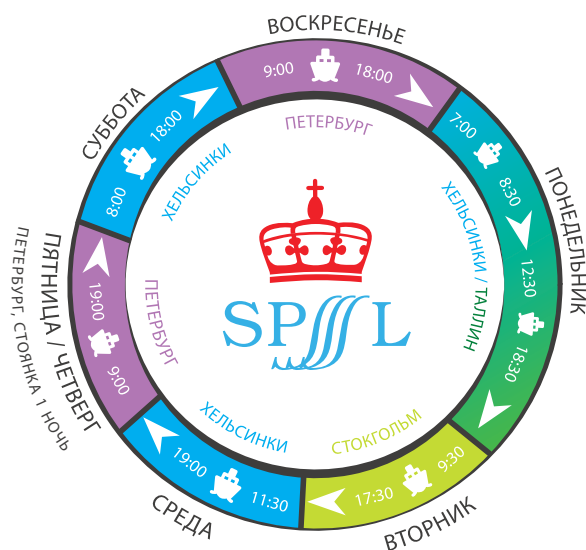 ВОСКРЕСЕНЬЕ
9:00 18:00
ПЕТЕРБУРГ
ПОНЕДЕЛЬНИК
7:00 8:30
12:30 18:30
ХЕЛЬСИНКИ / ТАЛЛИН
ВТОРНИК
9:30 17:30
СТОКГОЛЬМ
СРЕДА
11:30 19:00
ХЕЛЬСИНКИ
ПЯТНИЦА / ЧЕТВЕРГ
ПЕТЕРБУРГ, СТОЯНКА 1 НОЧЬ
9:00 19:00
ПЕТЕРБУРГ
СУББОТА
8:00 18:00
ХЕЛЬСИНКИ
SPSSSL